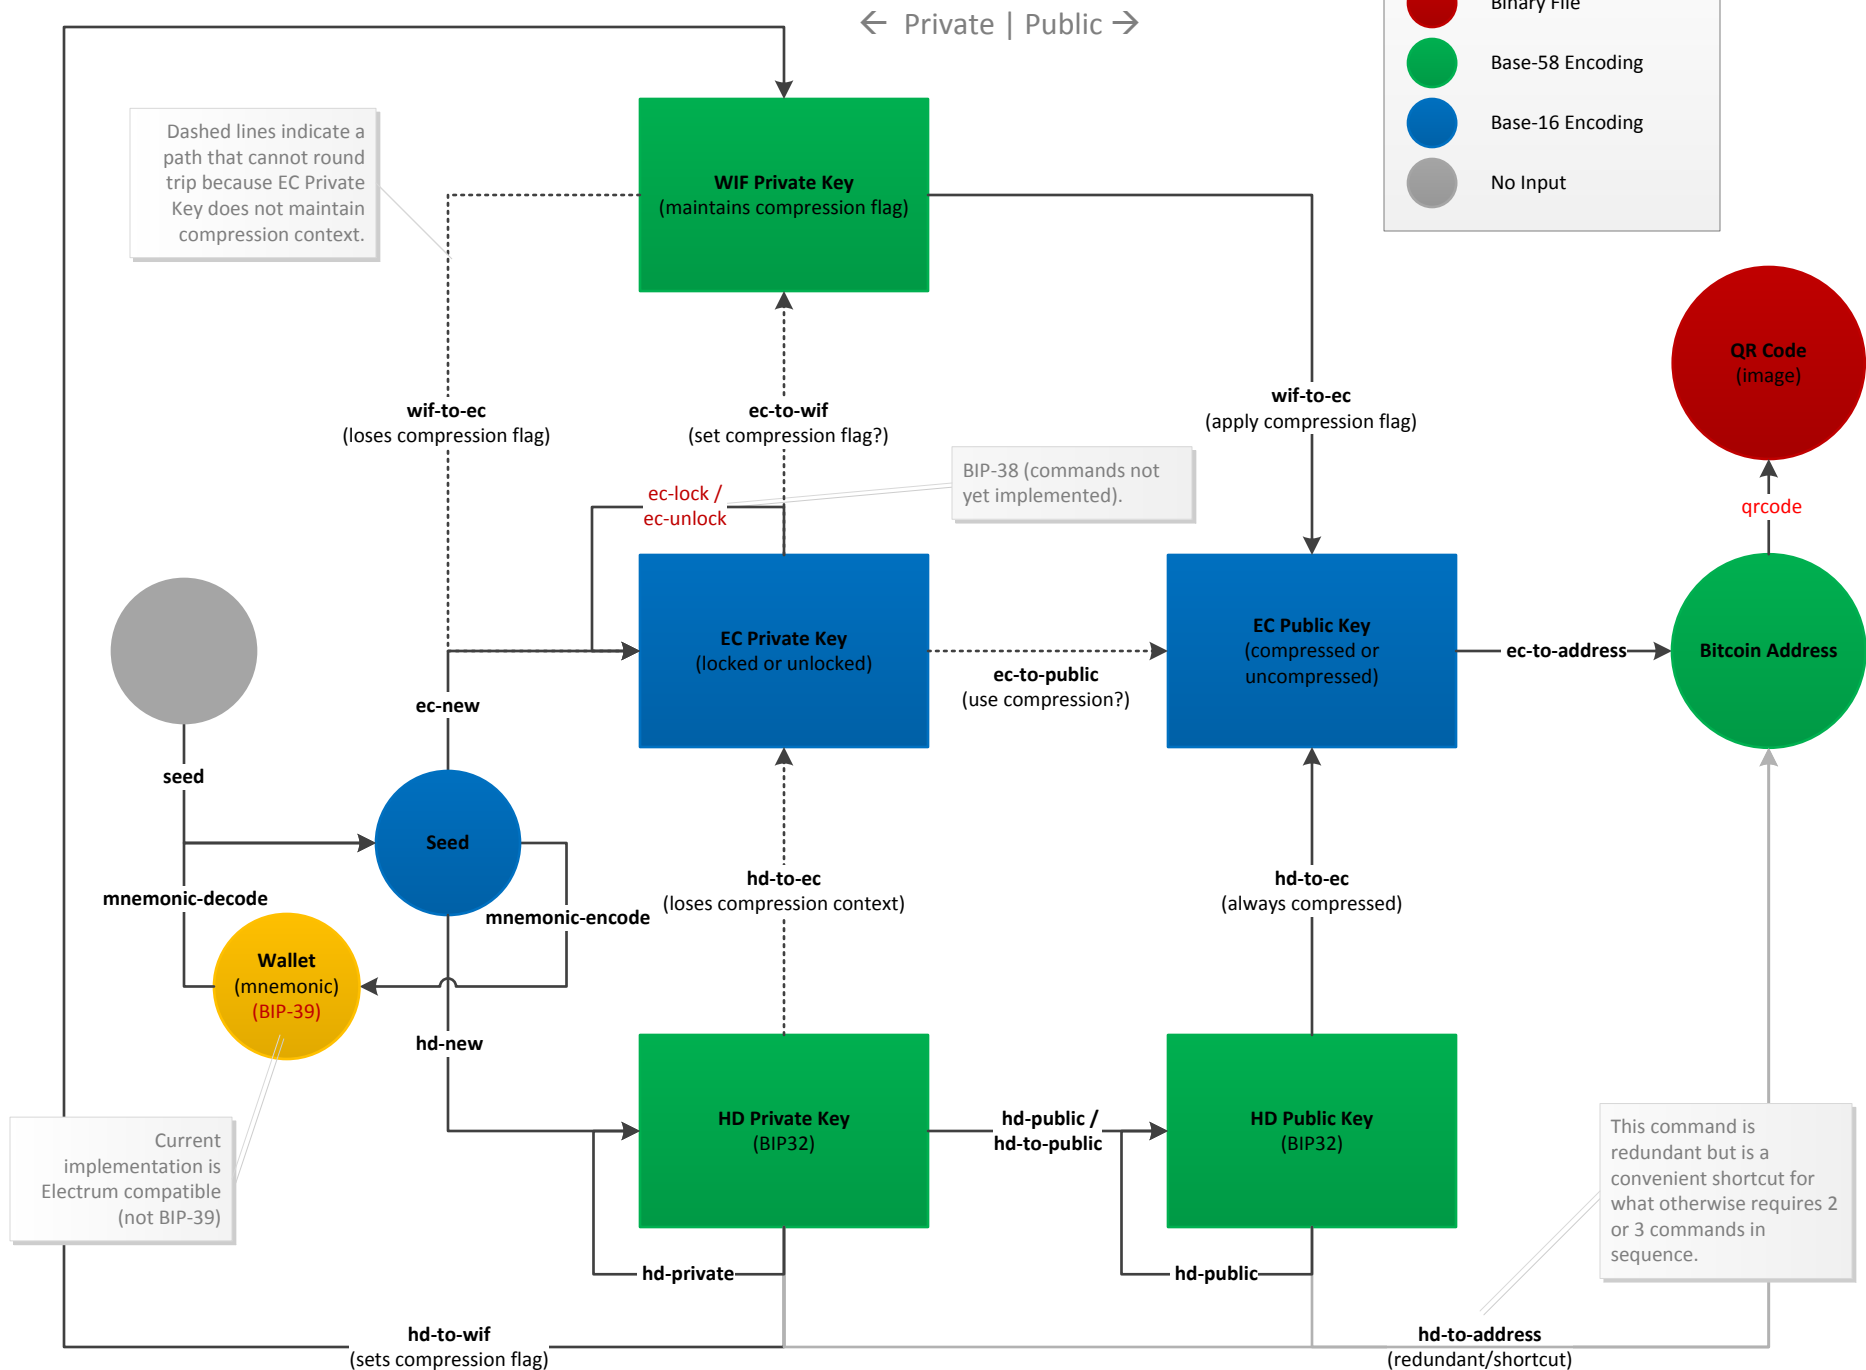 ← Private | Public →
Binary File
Base-58 Encoding
Base-16 Encoding
No Input
Dashed lines indicate a
path that cannot round
trip because EC Private
Key does not maintain
compression context.
WIF Private Key
(maintains compression flag)
QR Code
(image)
wif-to-ec
(loses compression flag)
ec-to-wif
(set compression flag?)
wif-to-ec
(apply compression flag)
BIP-38 (commands not
yet implemented).
ec-lock /
ec-unlock
qrcode
EC Private Key
(locked or unlocked)
EC Public Key
(compressed or
uncompressed)
ec-to-address
Bitcoin Address
ec-to-public
(use compression?)
ec-new
seed
Seed
mnemonic-decode
mnemonic-encode
hd-to-ec
(loses compression context)
hd-to-ec
(always compressed)
Wallet
(mnemonic)
(BIP-39)
hd-new
HD Private Key
(BIP32)
hd-public /
hd-to-public
HD Public Key
(BIP32)
Current
implementation is
Electrum compatible
(not BIP-39)
This command is
redundant but is a
convenient shortcut for
what otherwise requires 2
or 3 commands in
sequence.
hd-private
hd-public
hd-to-wif
(sets compression flag)
hd-to-address
(redundant/shortcut)